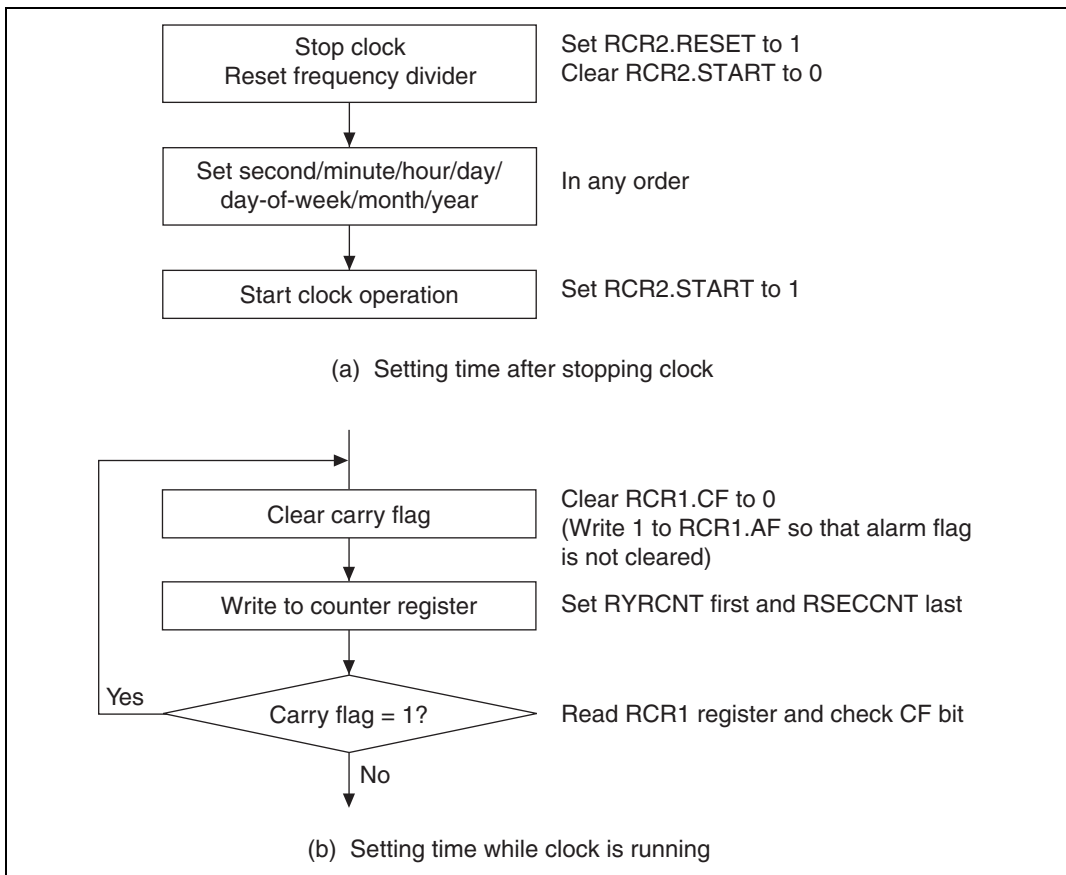 Stop clock
Reset frequency divider
Set RCR2.RESET to 1
Clear RCR2.START to 0
Set second/minute/hour/day/
day-of-week/month/year
In any order
Start clock operation
Set RCR2.START to 1
(a) Setting time after stopping clock
Clear carry flag
Clear RCR1.CF to 0
(Write 1 to RCR1.AF so that alarm flag
is not cleared)
Write to counter register
Set RYRCNT first and RSECCNT last
Yes
Carry flag = 1?
Read RCR1 register and check CF bit
No
(b) Setting time while clock is running